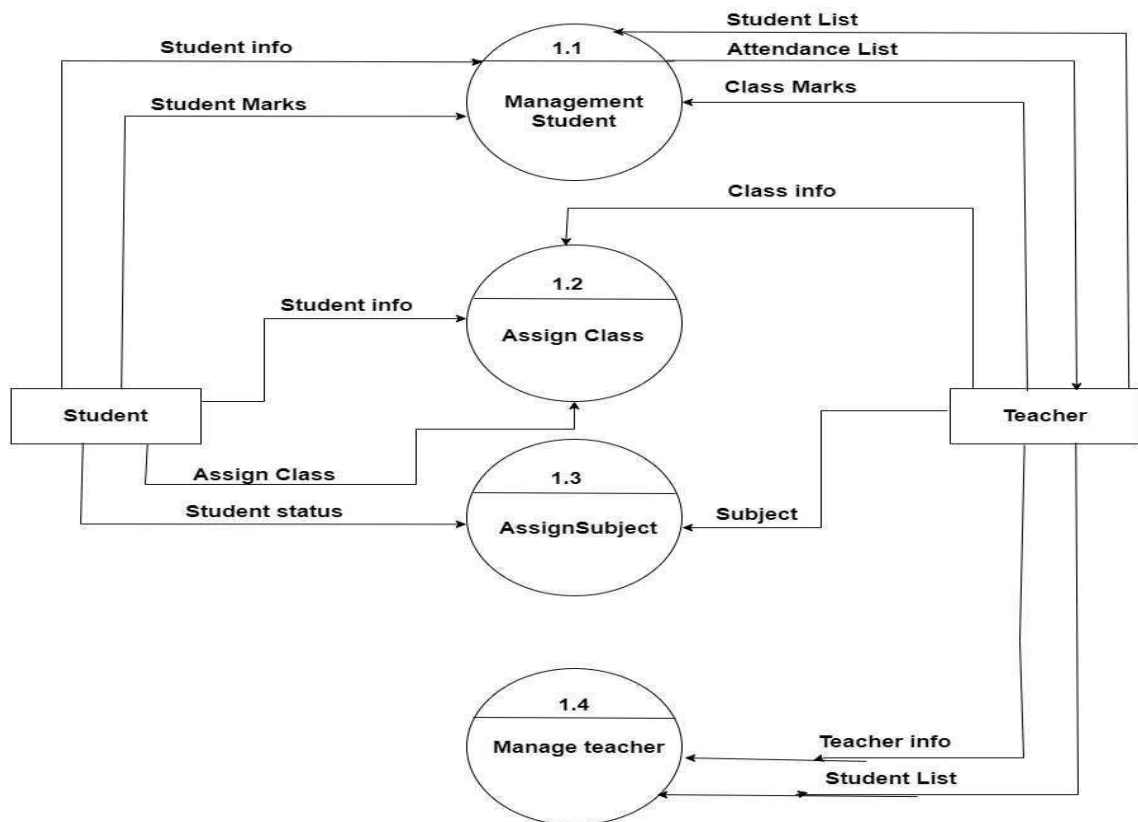 Student List
Student info
1.1
Attendance List
Student Marks
Management
Student
Class Marks
Class info
1.2
Student info
Assign Class
Student
Teacher
Assign Class
1.3
Student status
AssignSubject
Subject
1.4
Manage teacher
Teacher info
Student List